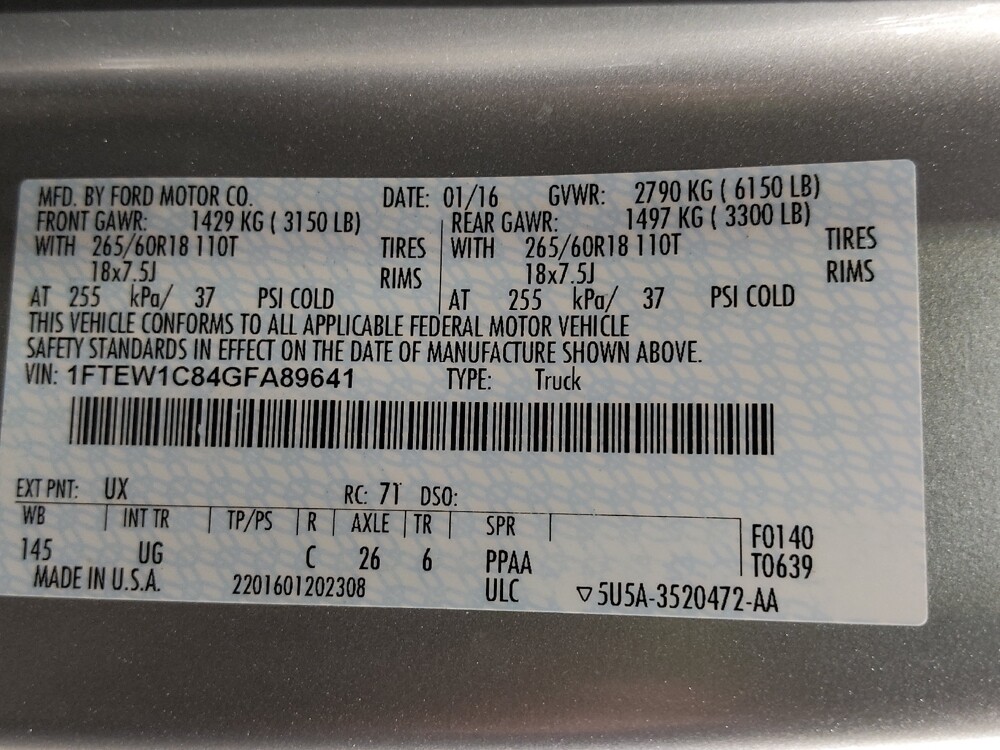 MFD. BY FORD MOTOR CO. DATE: 01/16 GVWR: 2790 KG ( 6150 LB)
FRONT GAWR: 1429 KG ( 3150 LB) REAR GAWR: 1497 KG ( 3300 LB)
WITH 265/60R18 110T TIRES WITH 265/60R18 110T TIRES
18x7.5J RIMS 18x7.5J RIMS
AT 255 kPa/ 37 PSI COLD AT 255 kPa/ 37 PSI COLD
THIS VEHICLE CONFORMS TO ALL APPLICABLE FEDERAL MOTOR VEHICLE
SAFETY STANDARDS IN EFFECT ON THE DATE OF MANUFACTURE SHOWN ABOVE.
VIN: 1FTEW1C84GFA89641 TYPE: Truck
EXT PNT: UX RC: 71 DSO:
WB INT TR TP/PS R AXLE TR SPR F0140
145 UG C 26 6 PPAA T0639
MADE IN U.S.A. 2201601202308 ULC ▽5U5A-3520472-AA